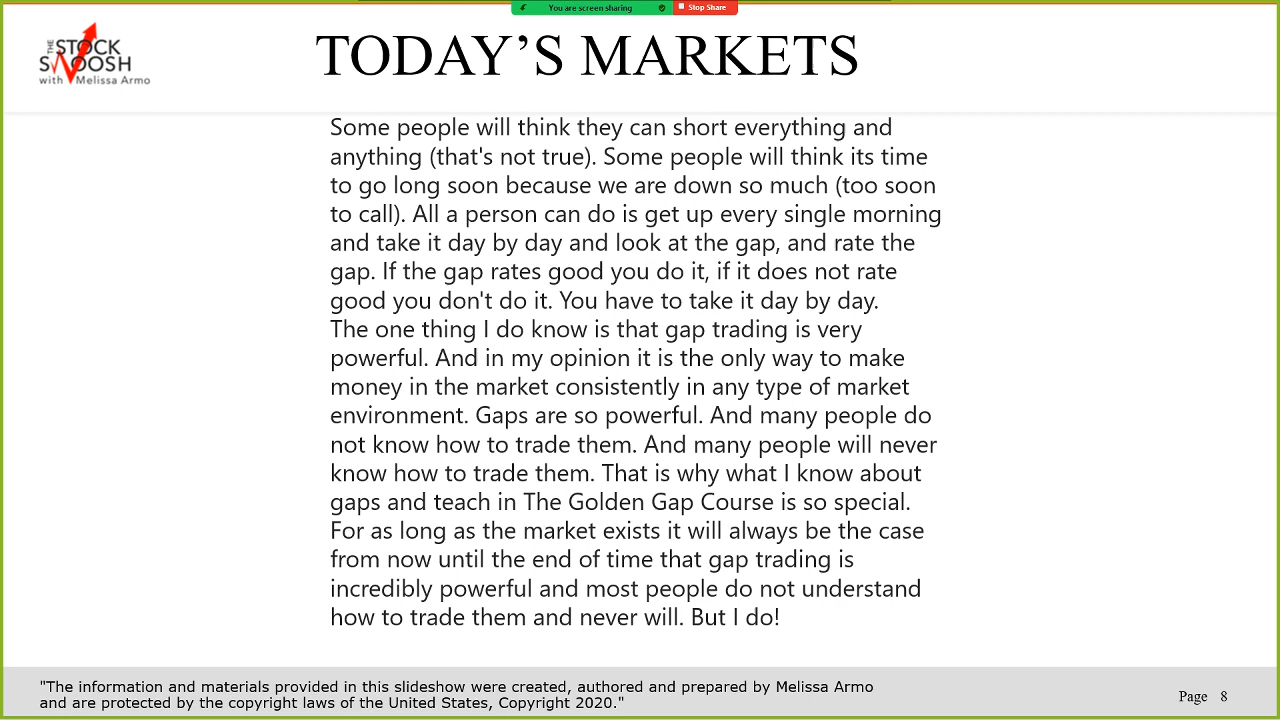 You are screen sharing
Stop Share
THE STOCK
SWOOSH
with Melissa Armo
TODAY'S MARKETS
Some people will think they can short everything and
anything (that's not true). Some people will think its time
to go long soon because we are down so much (too soon
to call). All a person can do is get up every single morning
and take it day by day and look at the gap, and rate the
gap. If the gap rates good you do it, if it does not rate
good you don't do it. You have to take it day by day.
The one thing I do know is that gap trading is very
powerful. And in my opinion it is the only way to make
money in the market consistently in any type of market
environment. Gaps are so powerful. And many people do
not know how to trade them. And many people will never
know how to trade them. That is why what I know about
gaps and teach in The Golden Gap Course is so special.
For as long as the market exists it will always be the case
from now until the end of time that gap trading is
incredibly powerful and most people do not understand
how to trade them and never will. But I do!
"The information and materials provided in this slideshow were created, authored and prepared by Melissa Armo
and are protected by the copyright laws of the United States, Copyright 2020."
Page 8